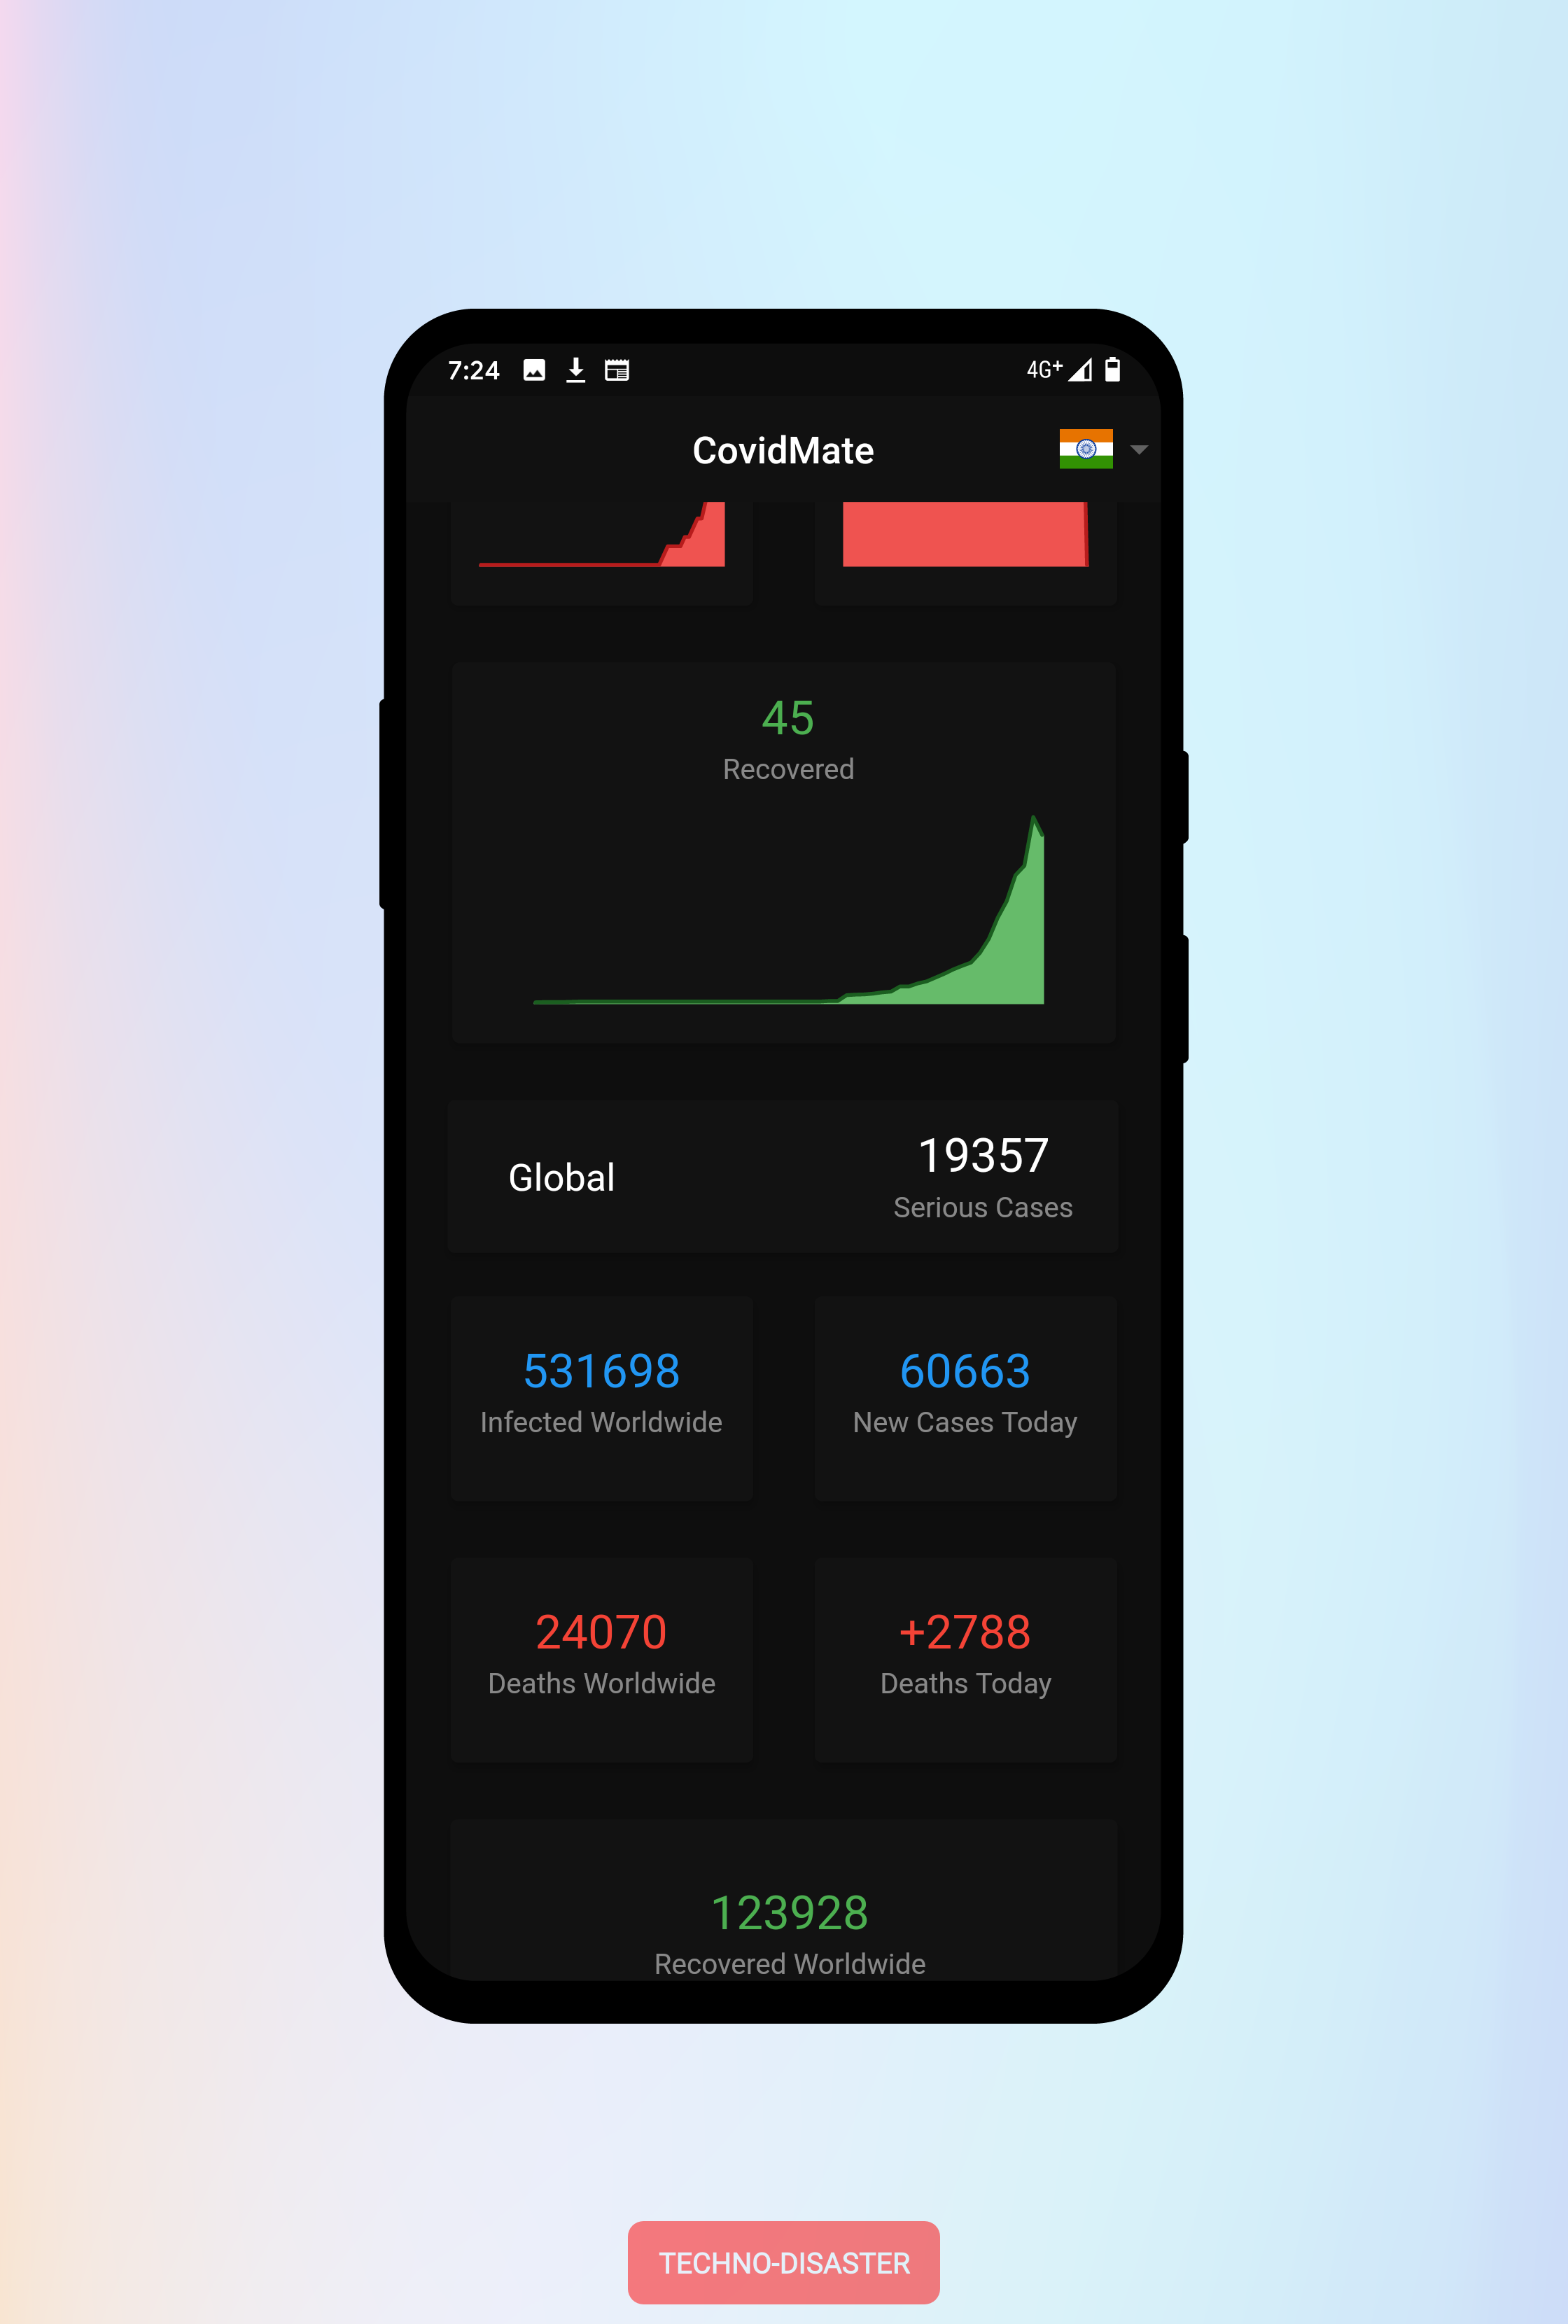 7:24
4G+
CovidMate
45
Recovered
Global
19357
Serious Cases
531698
Infected Worldwide
60663
New Cases Today
24070
Deaths Worldwide
+2788
Deaths Today
123928
Recovered Worldwide
TECHNO-DISASTER